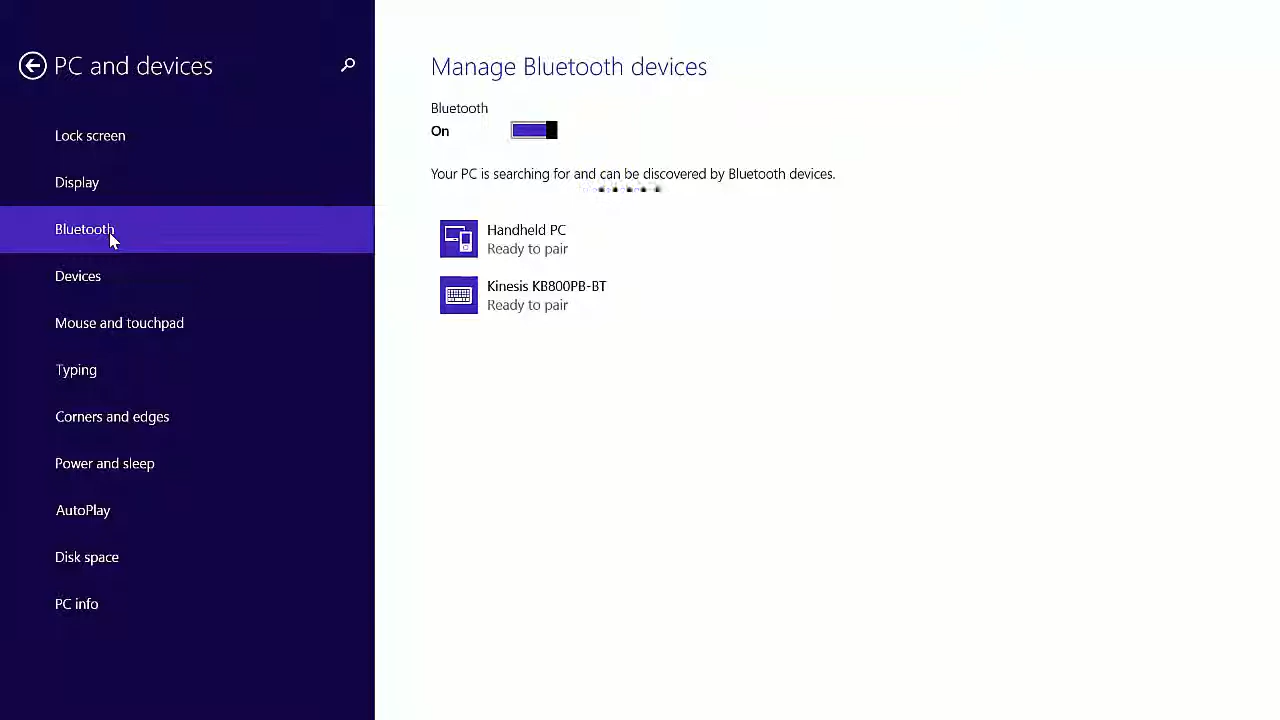 PC and devices
Lock screen
Display
Bluetooth
Devices
Mouse and touchpad
Typing
Corners and edges
Power and sleep
AutoPlay
Disk space
PC info
Manage Bluetooth devices
Bluetooth
On
Your PC is searching for and can be discovered by Bluetooth devices.
Handheld PC
Ready to pair
Kinesis KB800PB-BT
Ready to pair